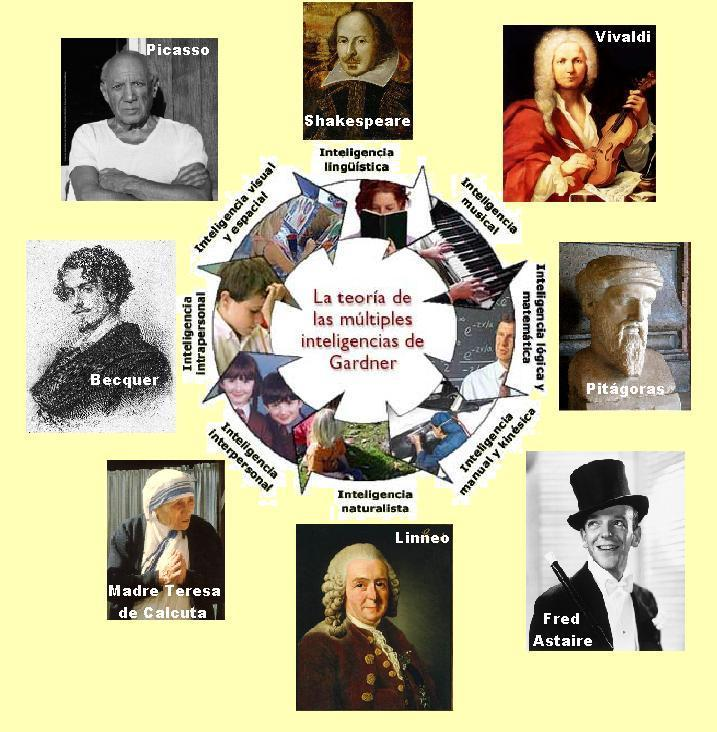 Picasso
Shakespeare
Vivaldi
Inteligencia
lingüística
Inteligencia visual
y espacial
Inteligencia
musical
La teoría de
las múltiples
inteligencias de
Gardner
Inteligencia
intrapersonal
Inteligencia lógica y
matemática
Becquer
Pitágoras
Inteligencia
interpersonal
Inteligencia
manual y kinésica
Inteligencia
naturalista
Linneo
Madre Teresa
de Calcuta
Fred
Astaire